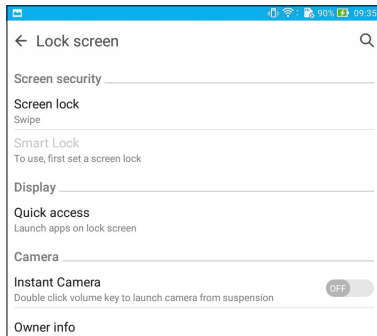 90% 09:35
Lock screen
Screen security
Screen lock
Swipe
Smart Lock
To use, first set a screen lock
Display
Quick access
Launch apps on lock screen
Camera
Instant Camera
OFF
Double click volume key to launch camera from suspension
Owner info